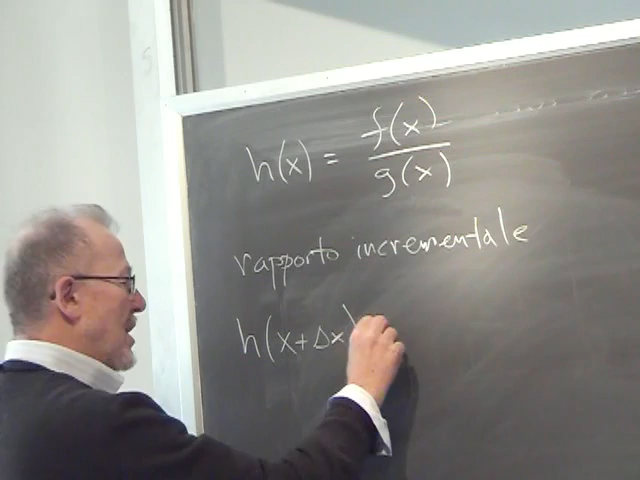 h(x) = f(x) / g(x)
rapporto incrementale
h(x+Δx)